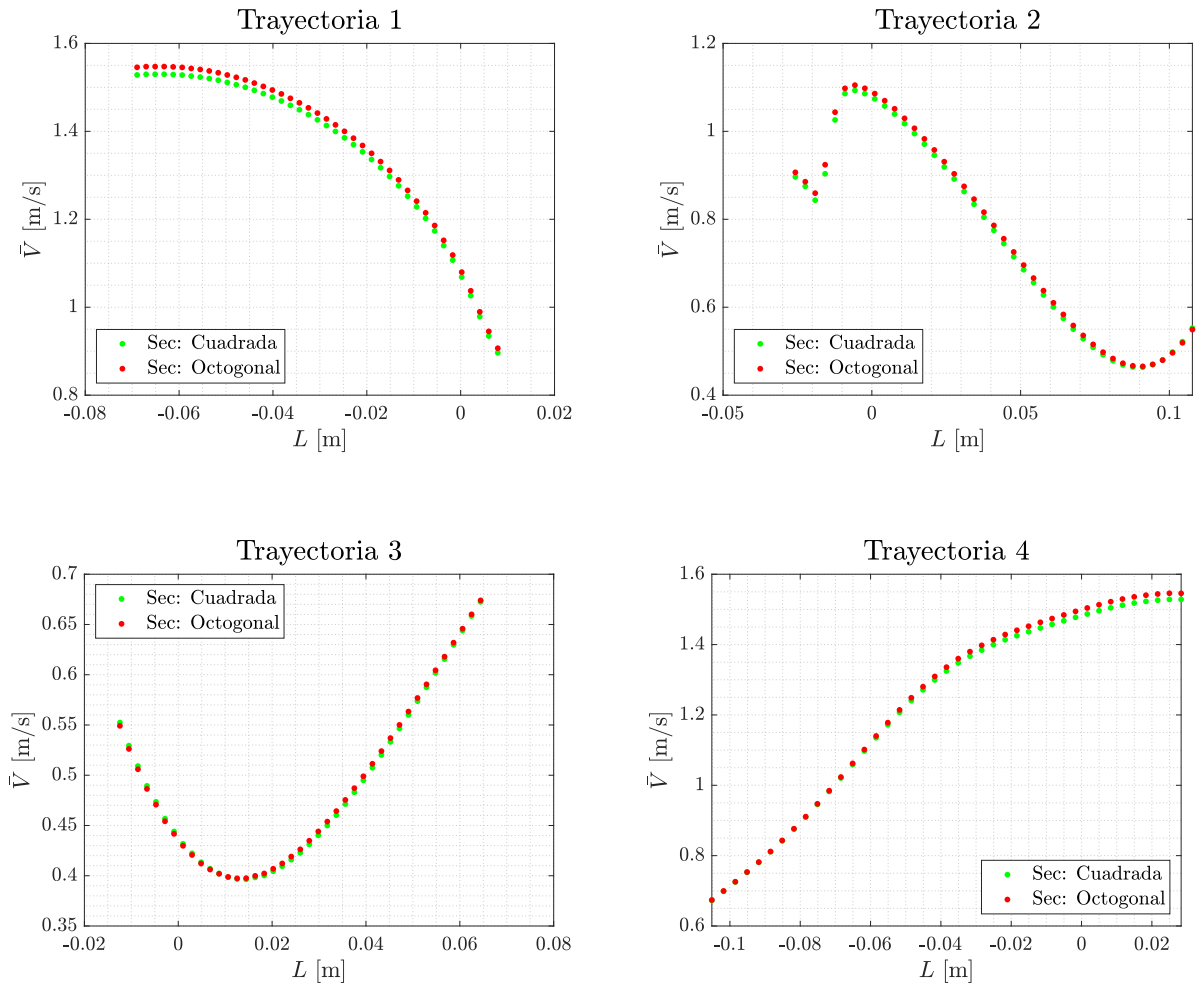 Trayectoria 1
1.6
1.4
1.2
1
0.8
V̄ [m/s]
Sec: Cuadrada
Sec: Octogonal
-0.08 -0.06 -0.04 -0.02 0 0.02
L [m]
Trayectoria 2
1.2
1
0.8
0.6
0.4
V̄ [m/s]
Sec: Cuadrada
Sec: Octogonal
-0.05 0 0.05 0.1
L [m]
Trayectoria 3
0.7
0.65
0.6
0.55
0.5
0.45
0.4
0.35
V̄ [m/s]
Sec: Cuadrada
Sec: Octogonal
-0.02 0 0.02 0.04 0.06 0.08
L [m]
Trayectoria 4
1.6
1.4
1.2
1
0.8
0.6
V̄ [m/s]
Sec: Cuadrada
Sec: Octogonal
-0.1 -0.08 -0.06 -0.04 -0.02 0 0.02
L [m]